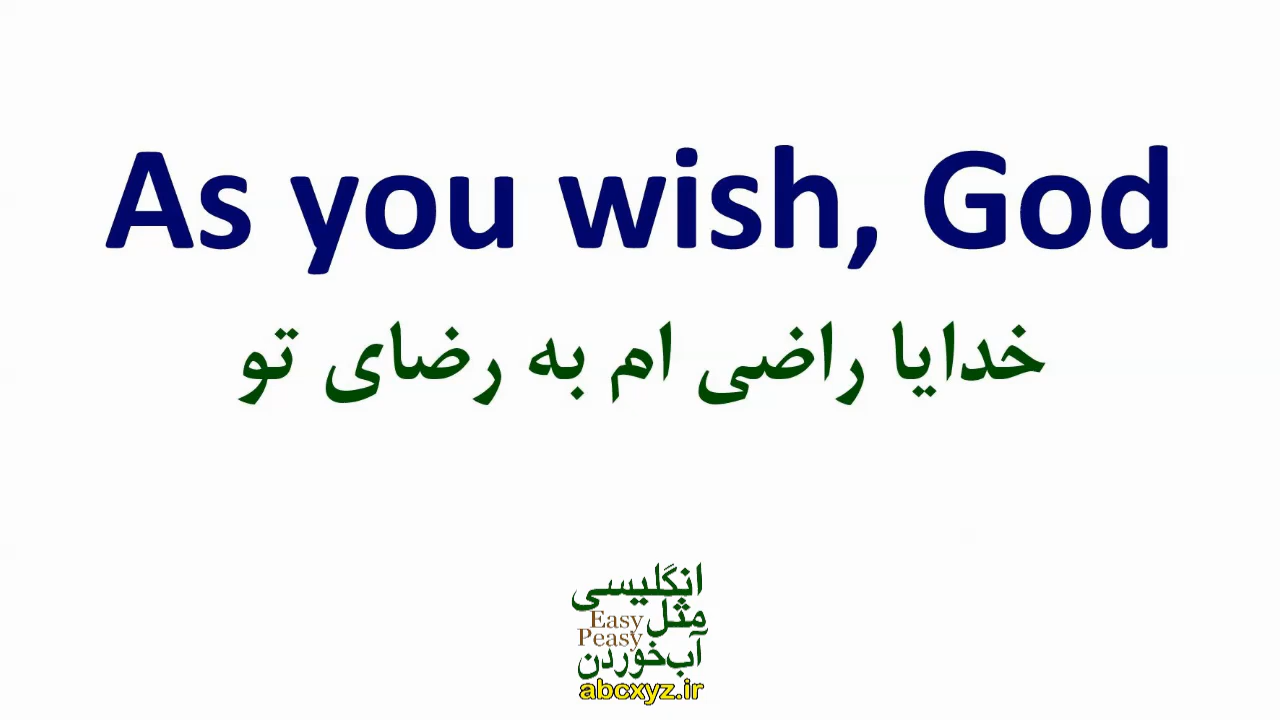 As you wish, God
خدایا راضی ام به رضای تو
انگلیسی
مثل
Easy
Peasy
آب‌خوردن
abcxyz.ir